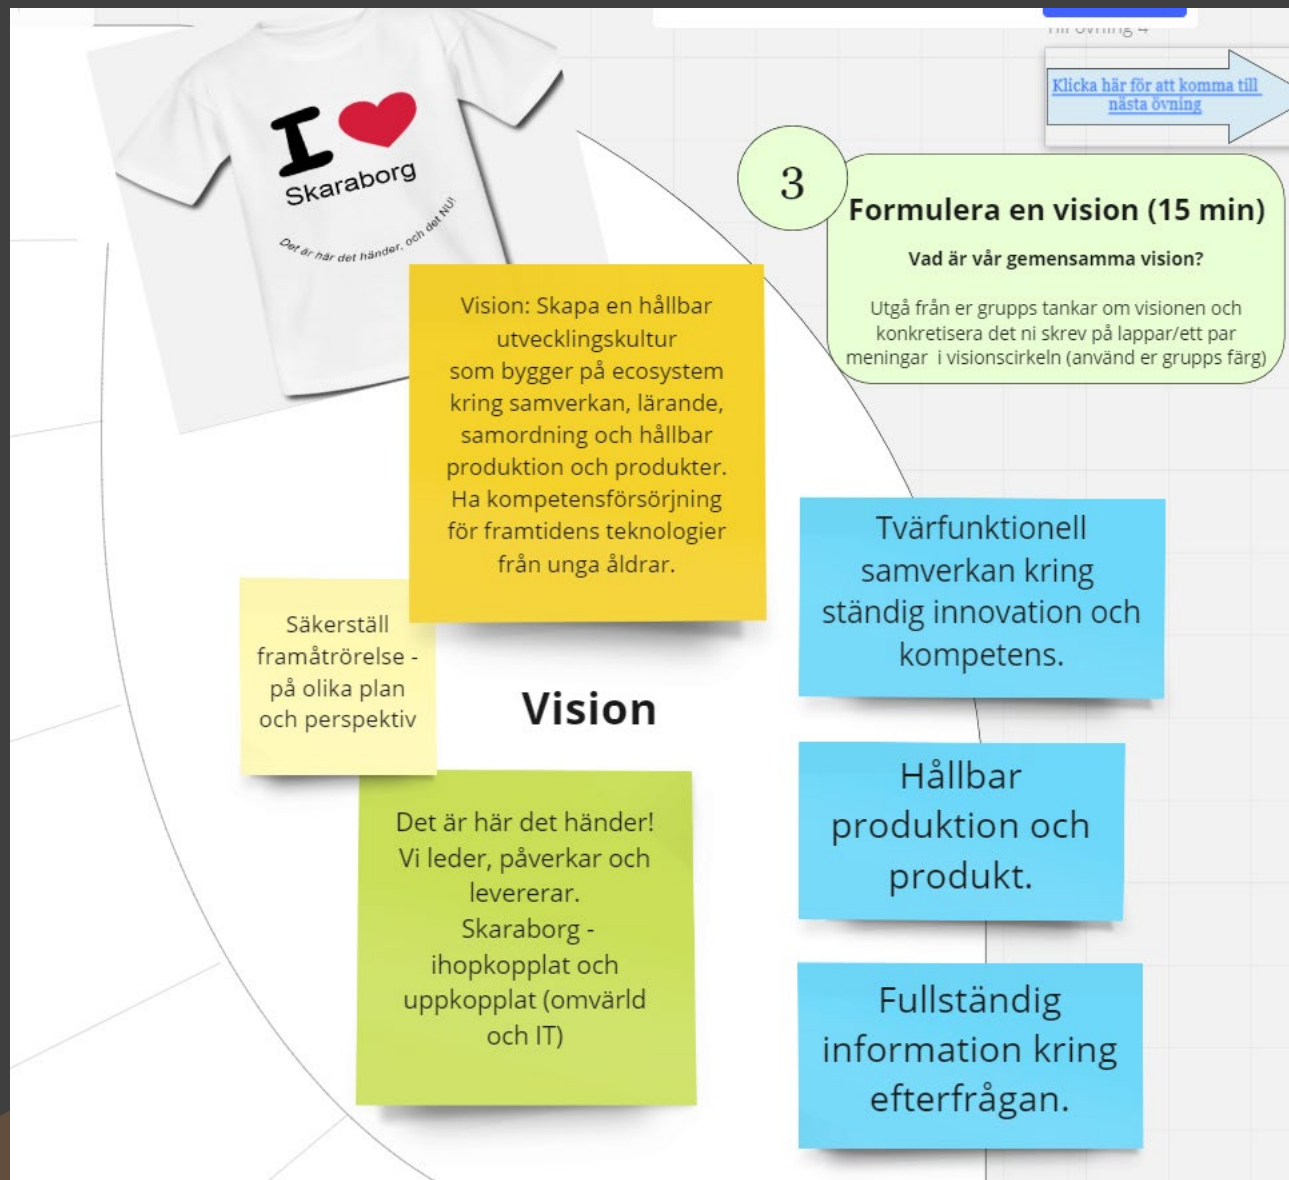 Till övning 4
Klicka här för att komma till
nästa övning
3
Formulera en vision (15 min)
Vad är vår gemensamma vision?
Utgå från er grupps tankar om visionen och
konkretisera det ni skrev på lappar/ett par
meningar i visionscirkeln (använd er grupps färg)
I
Skaraborg
Det är här det händer, och det NU!
Vision: Skapa en hållbar
utvecklingskultur
som bygger på ecosystem
kring samverkan, lärande,
samordning och hållbar
produktion och produkter.
Ha kompetensförsörjning
för framtidens teknologier
från unga åldrar.
Säkerställ
framåtrörelse -
på olika plan
och perspektiv
Vision
Det är här det händer!
Vi leder, påverkar och
levererar.
Skaraborg -
ihopkopplat och
uppkopplat (omvärld
och IT)
Tvärfunktionell
samverkan kring
ständig innovation och
kompetens.
Hållbar
produktion och
produkt.
Fullständig
information kring
efterfrågan.